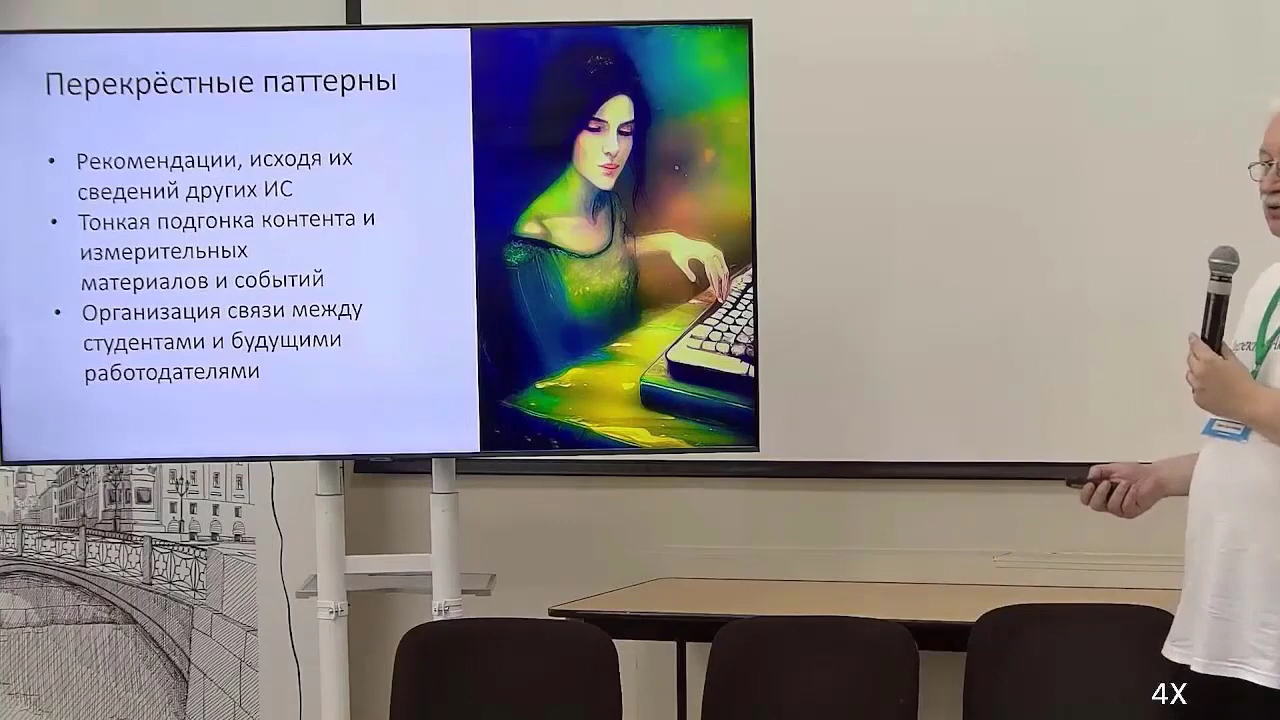 Перекрёстные паттерны
• Рекомендации, исходя их
сведений других ИС
• Тонкая подгонка контента и
измерительных
материалов и событий
• Организация связи между
студентами и будущими
работодателями
4X